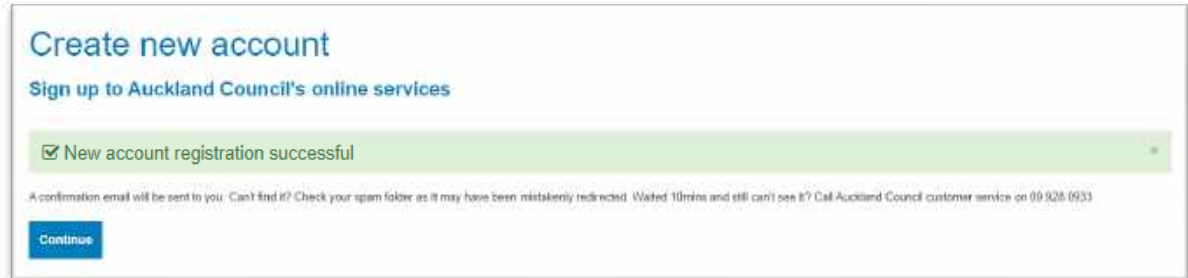 Create new account
Sign up to Auckland Council's online services
New account registration successful
A confirmation email will be sent to you. Can't find it? Check your spam folder as it may have been mistakenly redirected. Waited 10mins and still can't see it? Call Auckland Council customer service on 09 928 0933
Continue